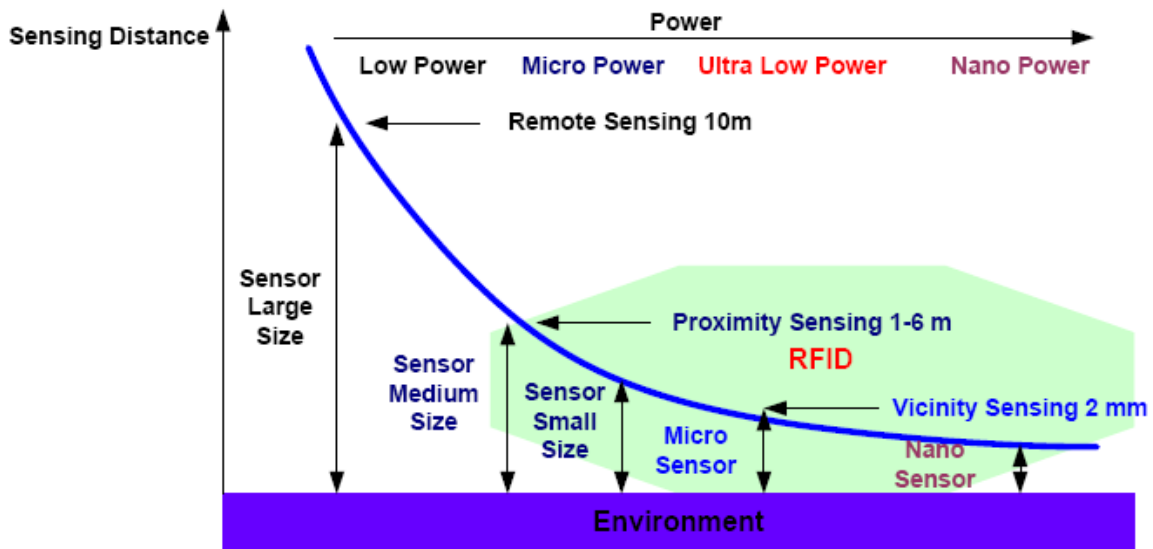 Power
Sensing Distance
Low Power Micro Power Ultra Low Power Nano Power
Remote Sensing 10m
Sensor
Large
Size
Proximity Sensing 1-6 m
RFID
Sensor
Medium
Size
Sensor
Small
Size
Vicinity Sensing 2 mm
Micro
Sensor
Nano
Sensor
Environment